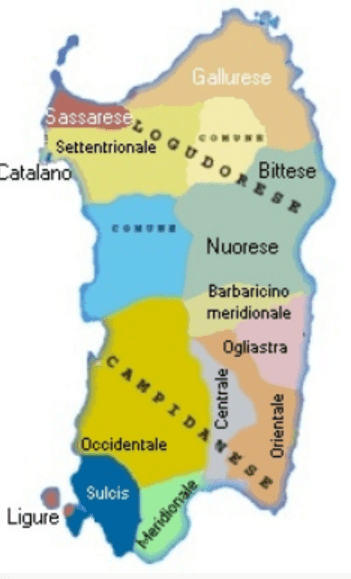 Gallurese
Sassarese
LOGUDORESE
COMUNE
Settentrionale
Catalano
Bittese
COMUNE
Nuorese
Barbaricino
meridionale
Ogliastra
CAMPIDANESE
Centrale
Orientale
Occidentale
Sulcis
Ligure
Meridionale